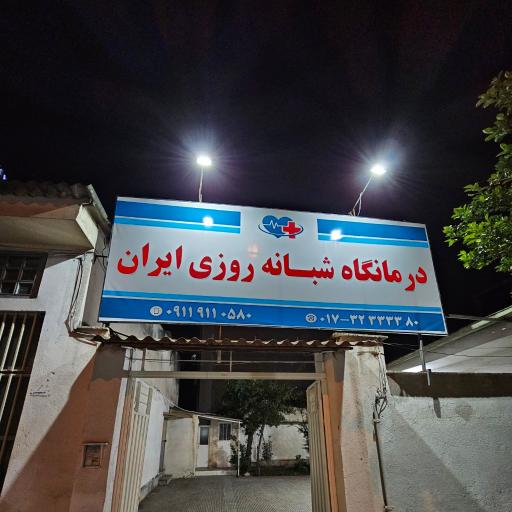 درمانگاه شبانه روزی ایران
۰۱۷-۳۲۳۳۳۳۸۰
۰۹۱۱ ۹۱۱ ۰۵۸۰